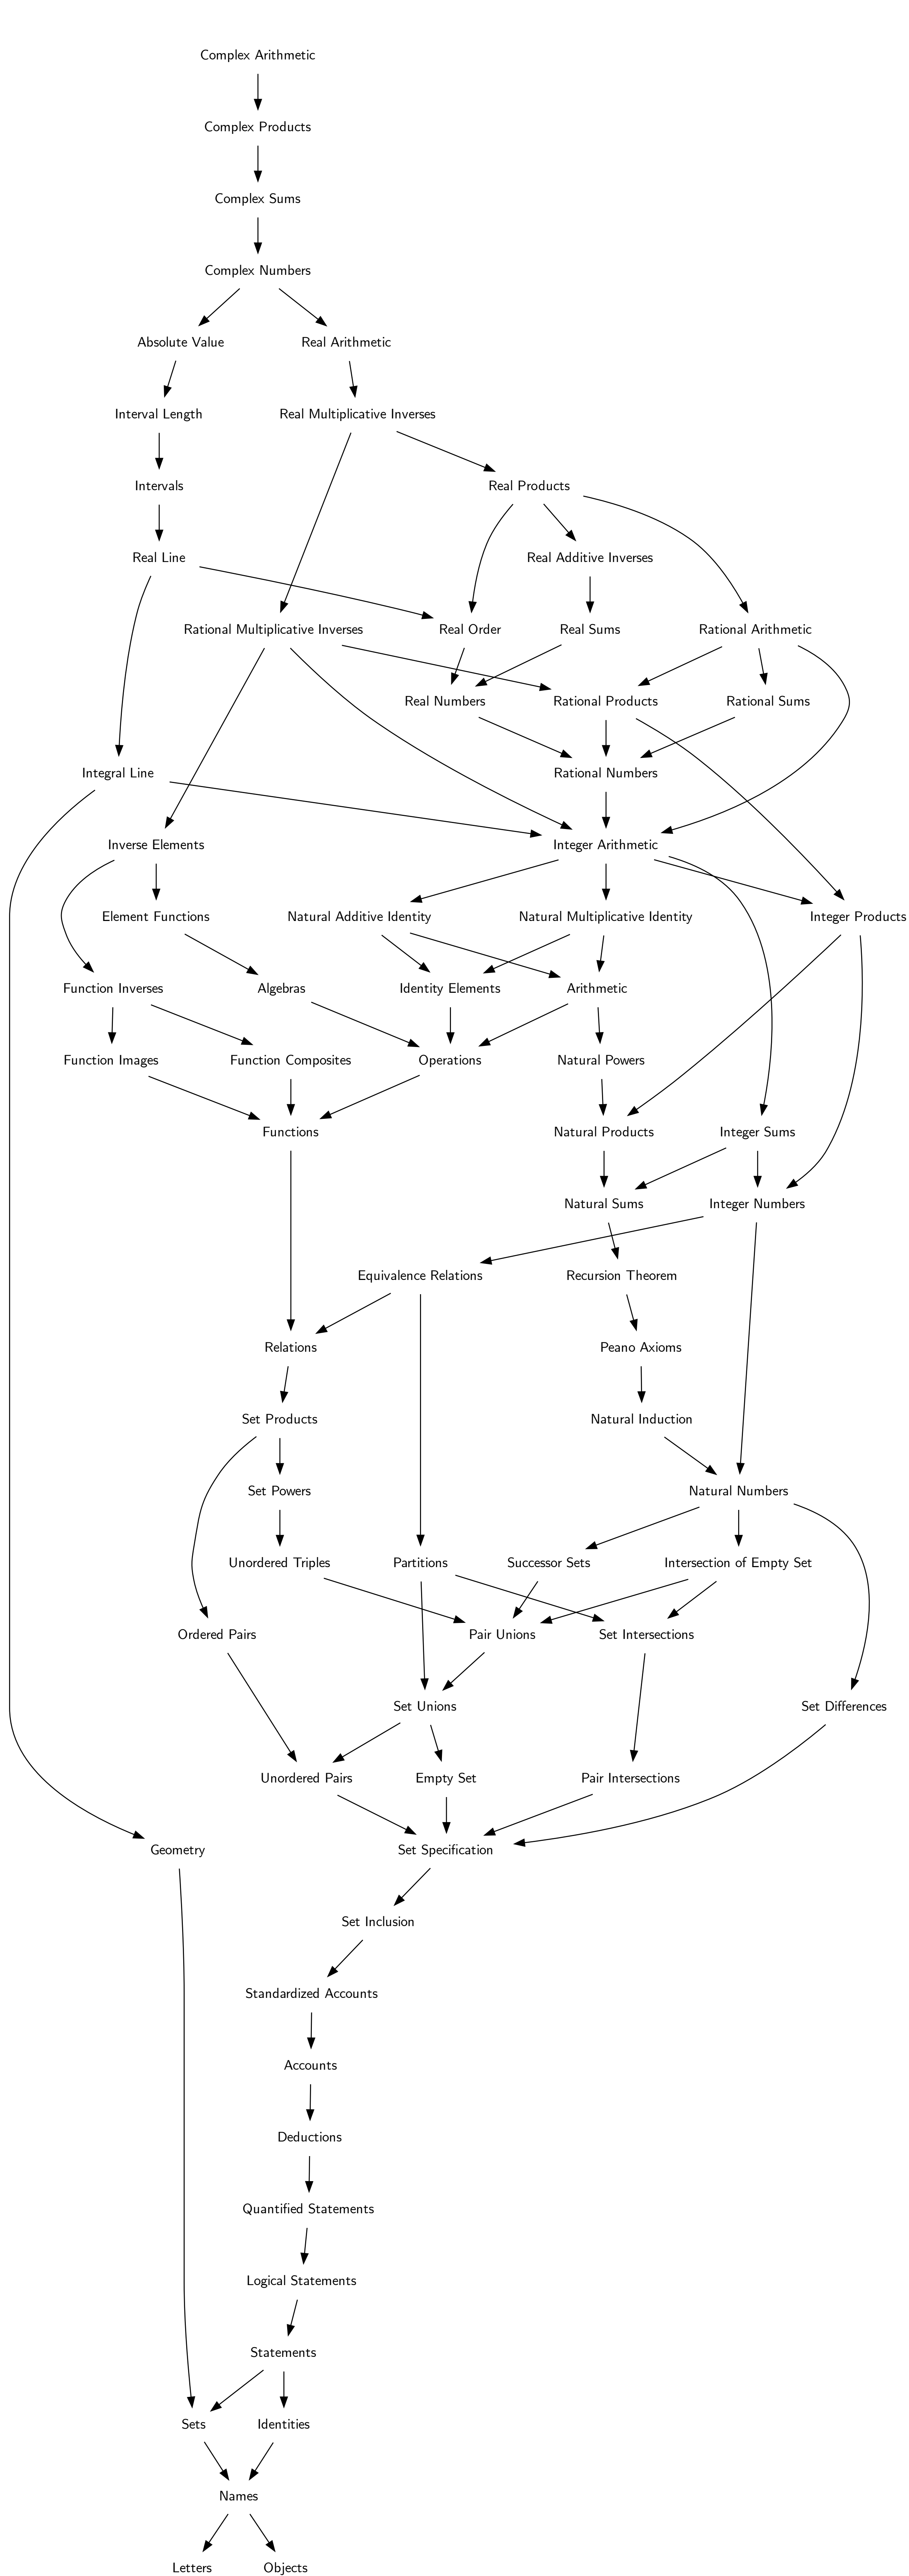 Complex Arithmetic
Complex Products
Complex Sums
Complex Numbers
Absolute Value
Real Arithmetic
Interval Length
Real Multiplicative Inverses
Intervals
Real Products
Real Line
Real Additive Inverses
Rational Multiplicative Inverses
Real Order
Real Sums
Rational Arithmetic
Real Numbers
Rational Products
Rational Sums
Integral Line
Rational Numbers
Inverse Elements
Integer Arithmetic
Element Functions
Natural Additive Identity
Natural Multiplicative Identity
Integer Products
Function Inverses
Algebras
Identity Elements
Arithmetic
Function Images
Function Composites
Operations
Natural Powers
Functions
Natural Products
Integer Sums
Natural Sums
Integer Numbers
Equivalence Relations
Recursion Theorem
Relations
Peano Axioms
Set Products
Natural Induction
Set Powers
Natural Numbers
Unordered Triples
Partitions
Successor Sets
Intersection of Empty Set
Ordered Pairs
Pair Unions
Set Intersections
Set Unions
Set Differences
Unordered Pairs
Empty Set
Pair Intersections
Geometry
Set Specification
Set Inclusion
Standardized Accounts
Accounts
Deductions
Quantified Statements
Logical Statements
Statements
Sets
Identities
Names
Letters
Objects